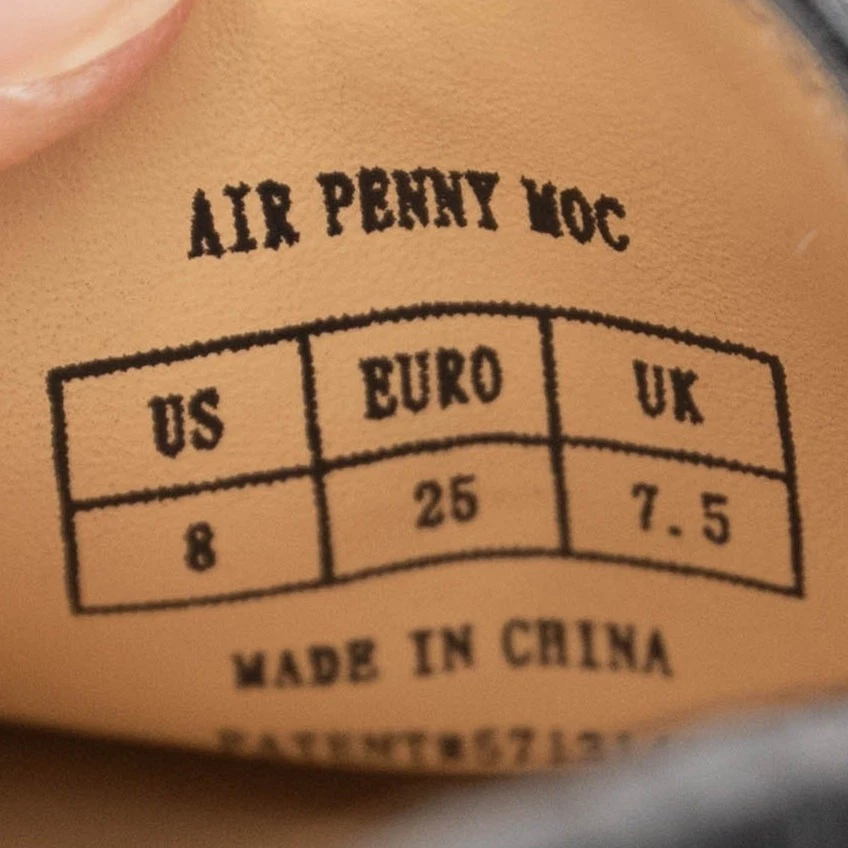 AIR PENNY MOC
US EURO UK
8 25 7.5
MADE IN CHINA